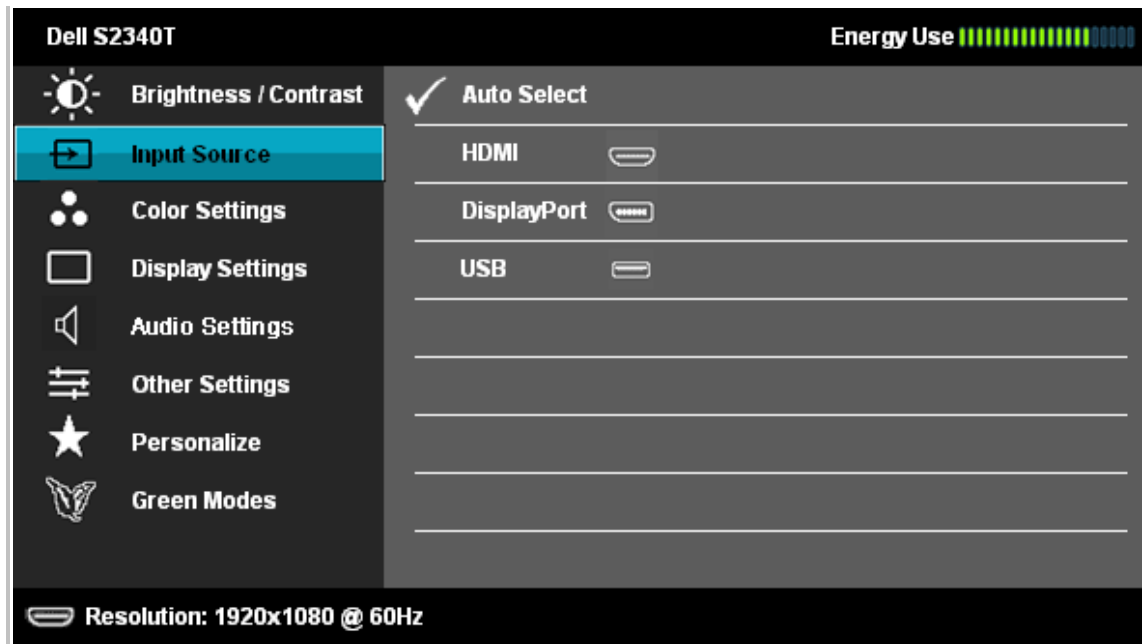 Dell S2340T
Energy Use
Brightness / Contrast
Auto Select
Input Source
HDMI
Color Settings
DisplayPort
Display Settings
USB
Audio Settings
Other Settings
Personalize
Green Modes
Resolution: 1920x1080 @ 60Hz